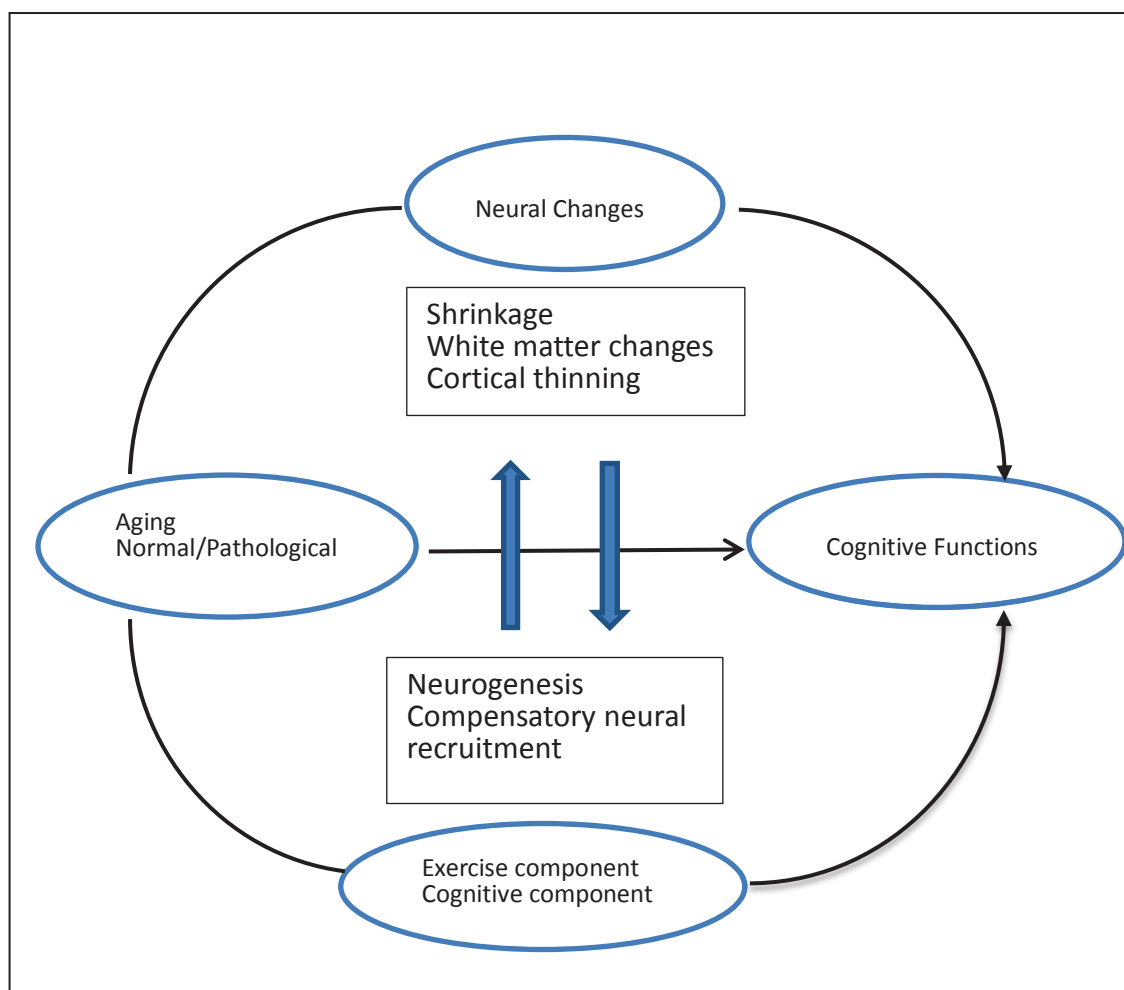 Neural Changes
Shrinkage
White matter changes
Cortical thinning
Aging
Normal/Pathological
Cognitive Functions
Neurogenesis
Compensatory neural
recruitment
Exercise component
Cognitive component